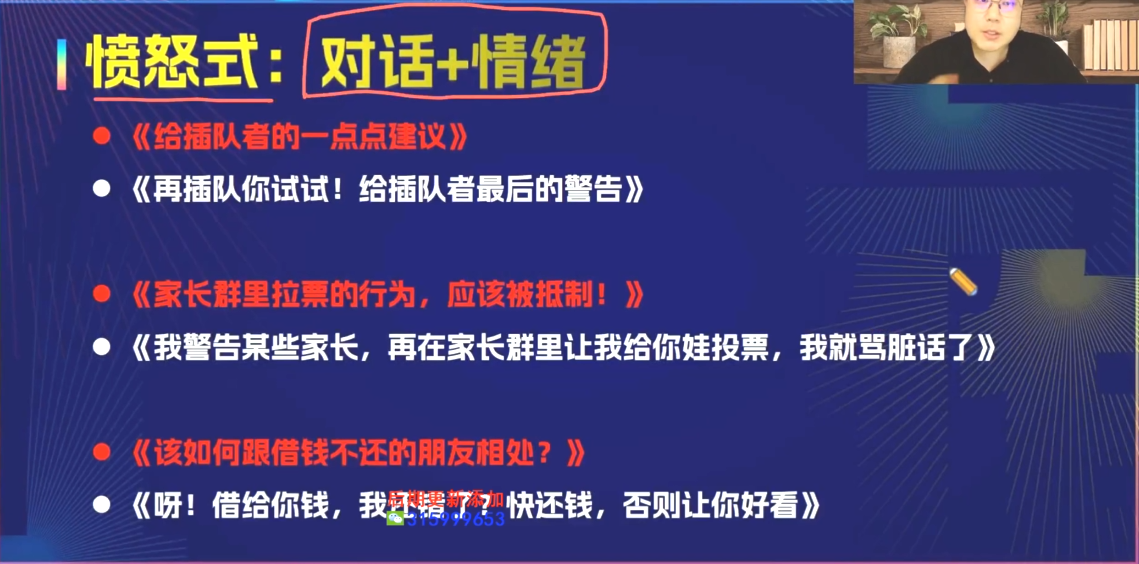 愤怒式：对话+情绪
● 《给插队者的一点点建议》
● 《再插队你试试！给插队者最后的警告》
● 《家长群里拉票的行为，应该被抵制！》
● 《我警告某些家长，再在家长群里让我给你娃投票，我就骂脏话了》
● 《该如何跟借钱不还的朋友相处？》
● 《呀！借给你钱，我还错了？快还钱，否则让你好看》
后期更新添加
315999653